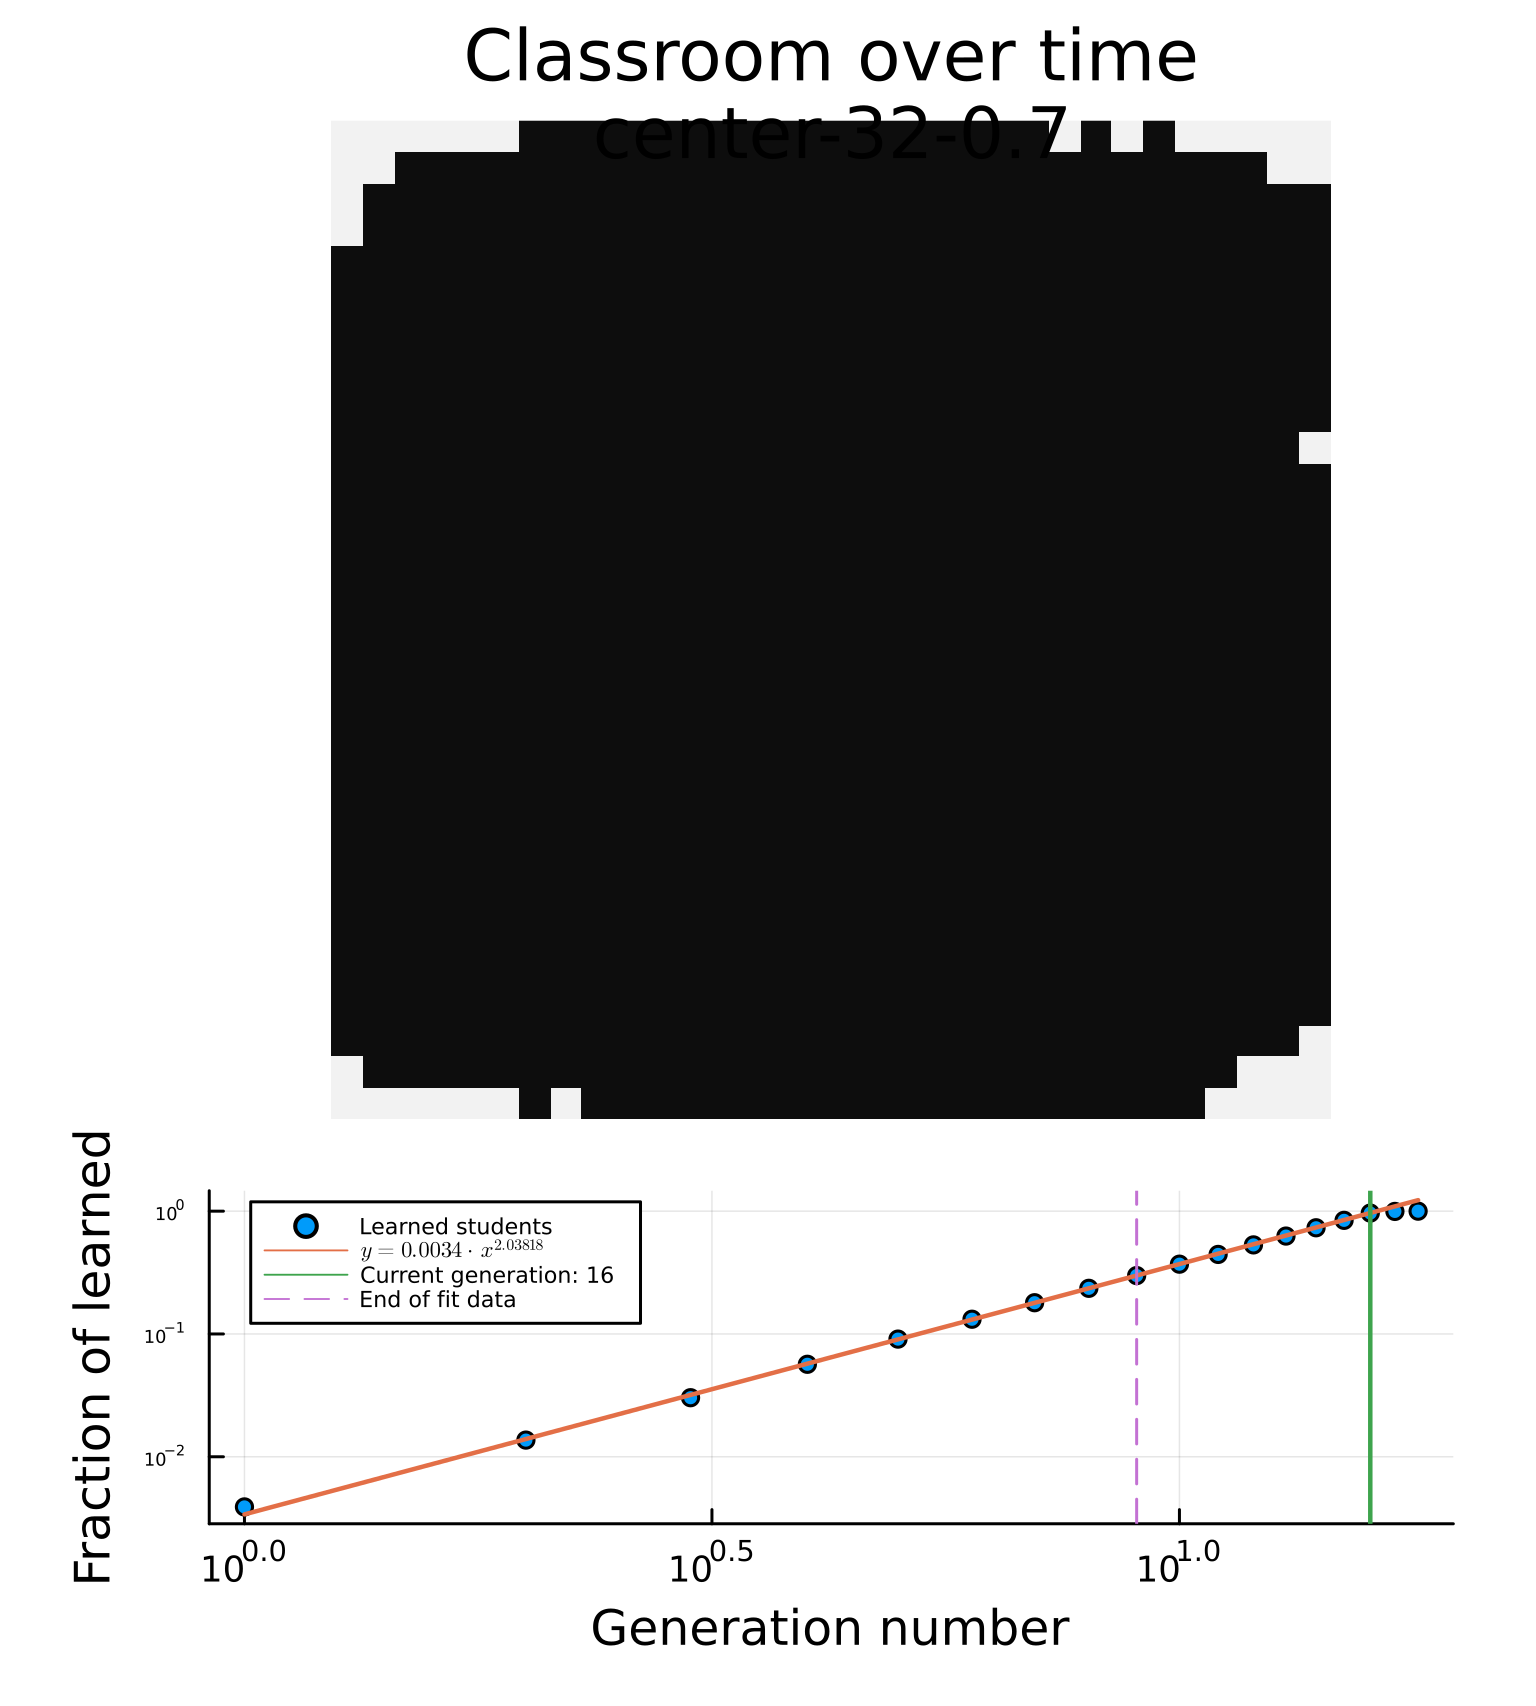 Classroom over time
center-32-0.7
Fraction of learned
10^0
10^−1
10^−2
Learned students
y = 0.0034 · x^2.03818
Current generation: 16
End of fit data
10^0.0 10^0.5 10^1.0
Generation number